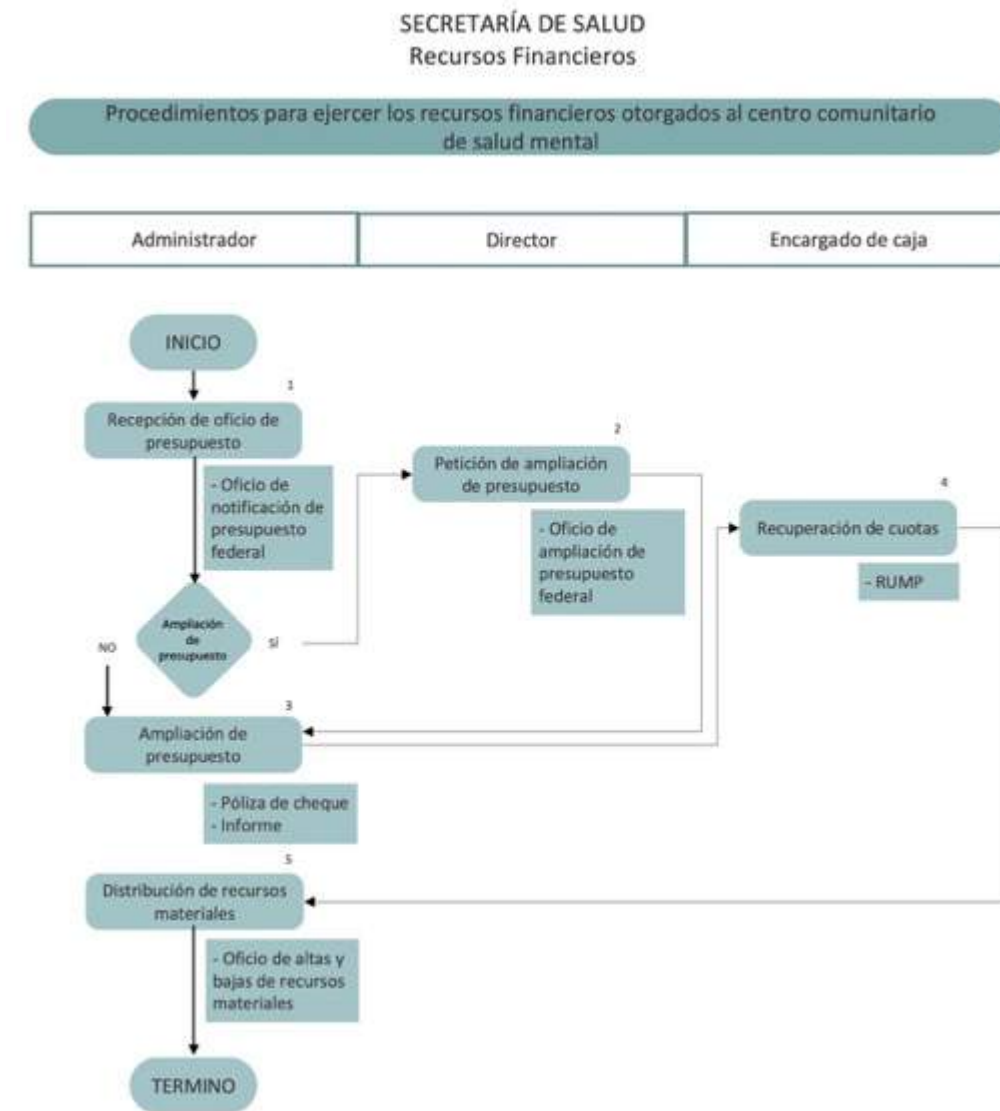 SECRETARÍA DE SALUD
Recursos Financieros
Procedimientos para ejercer los recursos financieros otorgados al centro comunitario
de salud mental
Administrador
Director
Encargado de caja
INICIO
1
Recepción de oficio de
presupuesto
- Oficio de
notificación de
presupuesto
federal
2
Petición de ampliación
de presupuesto
- Oficio de
ampliación de
presupuesto
federal
4
Recuperación de cuotas
- RUMP
Ampliación
de
presupuesto
SÍ
NO
3
Ampliación de
presupuesto
- Póliza de cheque
- Informe
5
Distribución de recursos
materiales
- Oficio de altas y
bajas de recursos
materiales
TERMINO